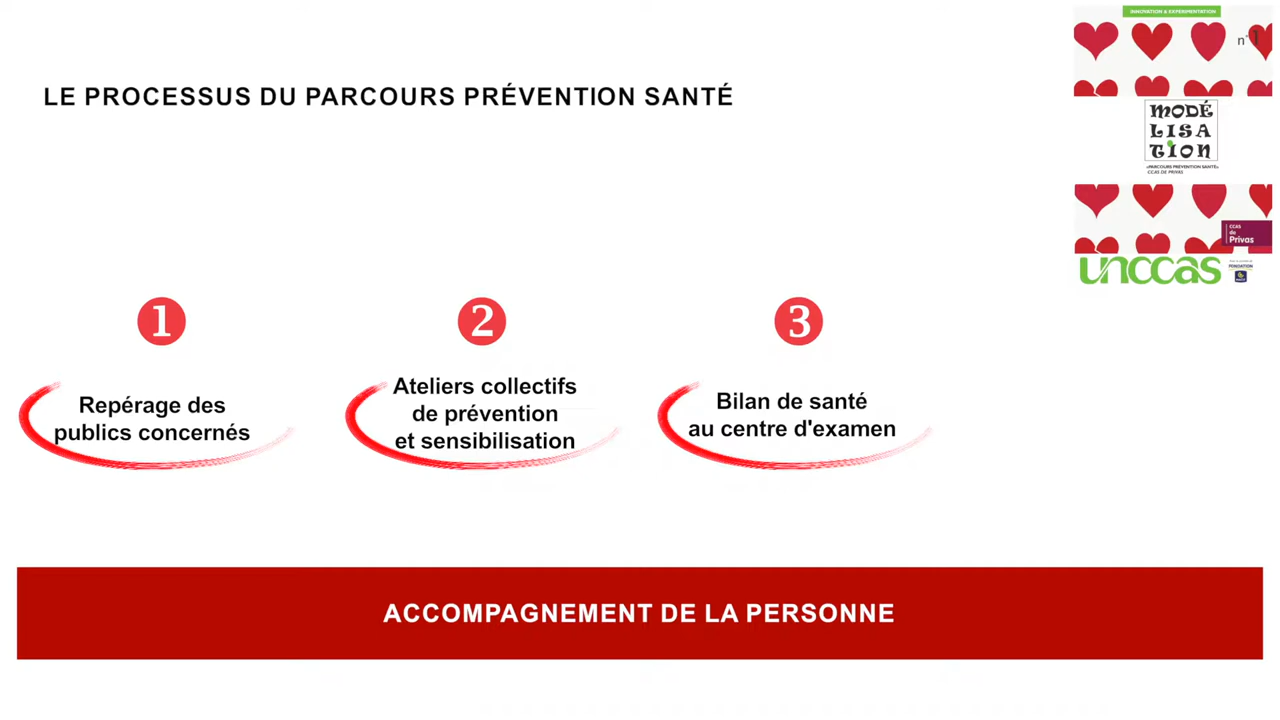 INNOVATION & EXPÉRIMENTATION
n°1
LE PROCESSUS DU PARCOURS PRÉVENTION SANTÉ
MODÉ
LISA
TION
«PARCOURS PRÉVENTION SANTÉ»
CCAS DE PRIVAS
CCAS
de
Privas
unccas
FONDATION
1
2
3
Repérage des
publics concernés
Ateliers collectifs
de prévention
et sensibilisation
Bilan de santé
au centre d'examen
ACCOMPAGNEMENT DE LA PERSONNE